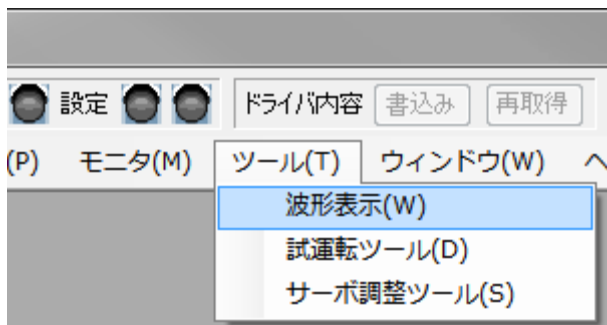 設定 ドライバ内容 書込み 再取得
(P) モニタ(M) ツール(T) ウィンドウ(W) ヘ
波形表示(W)
試運転ツール(D)
サーボ調整ツール(S)